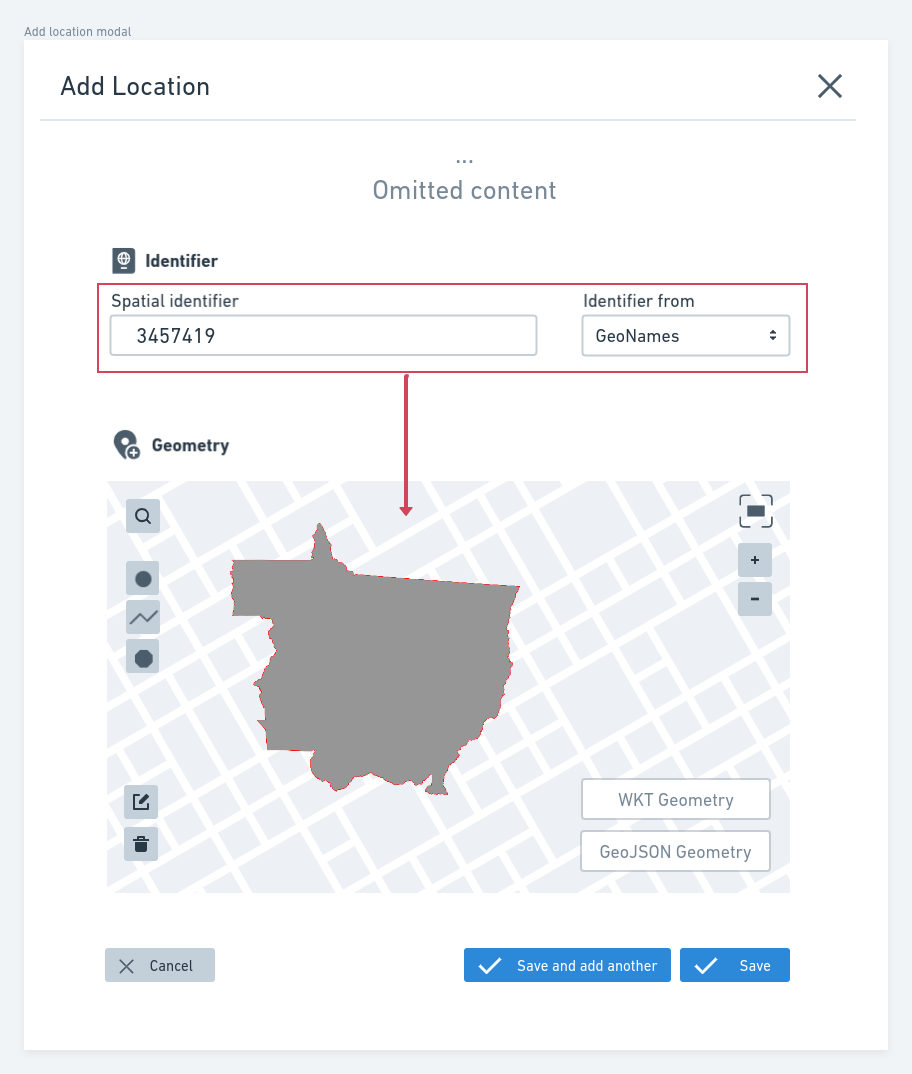 Add location modal
Add Location
...
Omitted content
Identifier
Spatial identifier
Identifier from
3457419
GeoNames
Geometry
+
-
WKT Geometry
GeoJSON Geometry
Cancel
Save and add another
Save